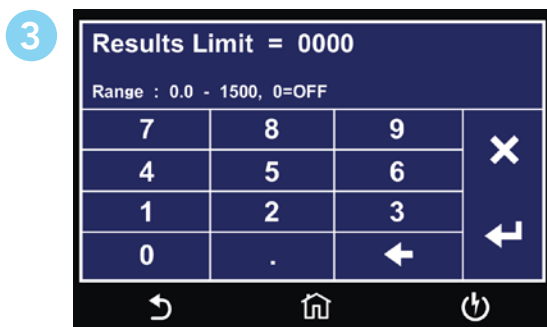 3
Results Limit = 0000
Range : 0.0 - 1500, 0=OFF
7 8 9
4 5 6
1 2 3
0 .